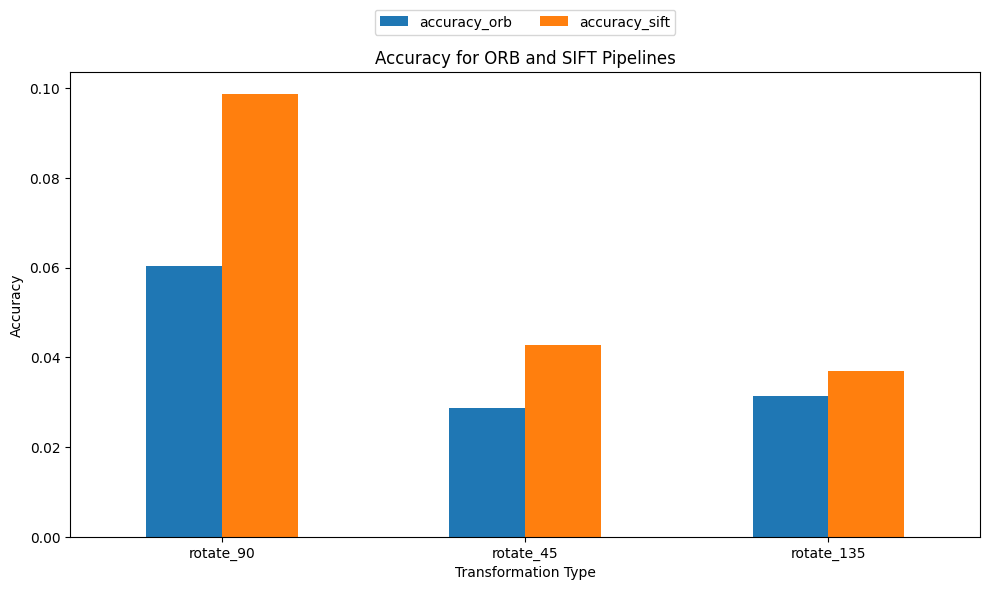 accuracy_orb accuracy_sift
Accuracy for ORB and SIFT Pipelines
0.10
0.08
0.06
0.04
0.02
0.00
Accuracy
rotate_90 rotate_45 rotate_135
Transformation Type